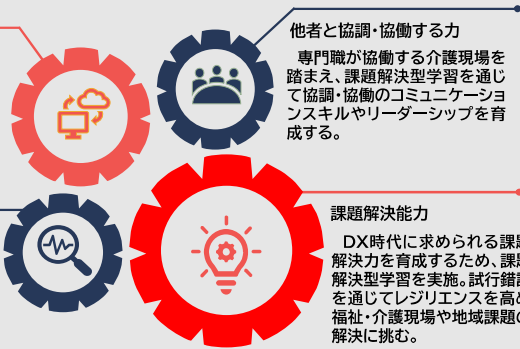 他者と協調・協働する力
専門職が協働する介護現場を
踏まえ、課題解決型学習を通じ
て協調・協働のコミュニケーショ
ンスキルやリーダーシップを育
成する。
課題解決能力
DX時代に求められる課題
解決力を育成するため、課題
解決型学習を実施。試行錯誤
を通じてレジリエンスを高め
福祉・介護現場や地域課題の
解決に挑む。